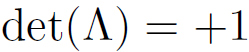 det(Λ) = +1